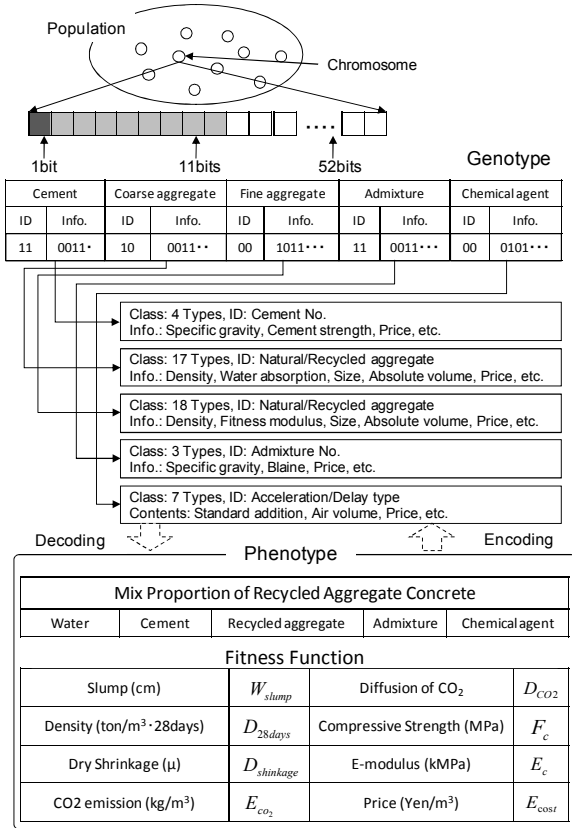 Population
Chromosome
1bit 11bits 52bits
Genotype
Cement Coarse aggregate Fine aggregate Admixture Chemical agent
ID Info. ID Info. ID Info. ID Info. ID Info.
11 0011· 10 0011·· 00 1011··· 11 0011··· 00 0101···
Class: 4 Types, ID: Cement No.
Info.: Specific gravity, Cement strength, Price, etc.
Class: 17 Types, ID: Natural/Recycled aggregate
Info.: Density, Water absorption, Size, Absolute volume, Price, etc.
Class: 18 Types, ID: Natural/Recycled aggregate
Info.: Density, Fitness modulus, Size, Absolute volume, Price, etc.
Class: 3 Types, ID: Admixture No.
Info.: Specific gravity, Blaine, Price, etc.
Class: 7 Types, ID: Acceleration/Delay type
Contents: Standard addition, Air volume, Price, etc.
Decoding Encoding
Phenotype
Mix Proportion of Recycled Aggregate Concrete
Water Cement Recycled aggregate Admixture Chemical agent
Fitness Function
Slump (cm) W_slump Diffusion of CO₂ D_CO2
Density (ton/m³·28days) D_28days Compressive Strength (MPa) F_c
Dry Shrinkage (μ) D_shinkage E-modulus (kMPa) E_c
CO2 emission (kg/m³) E_co₂ Price (Yen/m³) E_cost